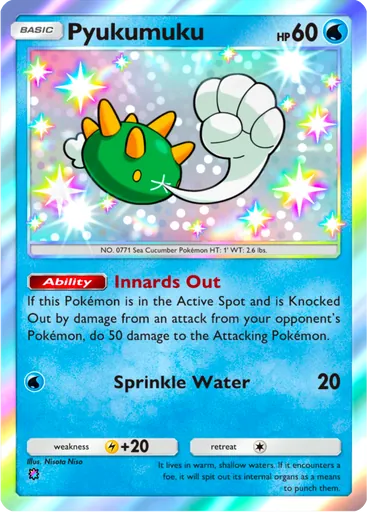 BASIC Pyukumuku HP 60
NO. 0771 Sea Cucumber Pokémon HT: 1' WT: 2.6 lbs.
Ability Innards Out
If this Pokémon is in the Active Spot and is Knocked
Out by damage from an attack from your opponent's
Pokémon, do 50 damage to the Attacking Pokémon.
Sprinkle Water 20
weakness +20 retreat
Illus. Nisota Niso
It lives in warm, shallow waters. If it encounters a
foe, it will spit out its internal organs as a means
to punch them.